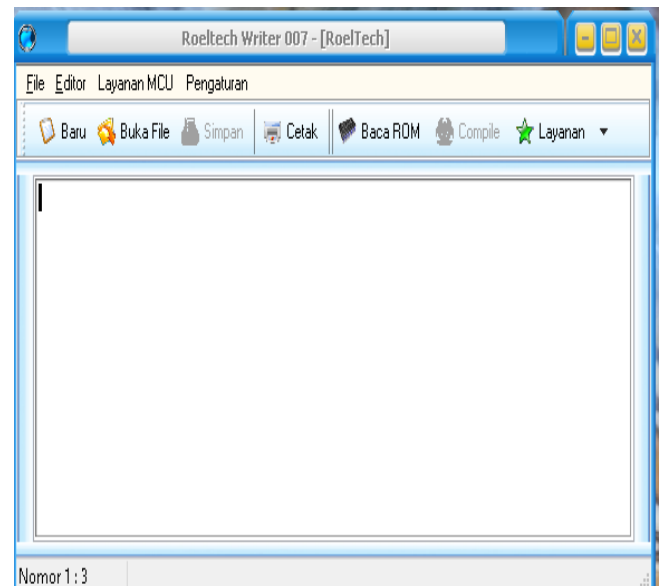 Roeltech Writer 007 - [RoelTech]
File Editor Layanan MCU Pengaturan
Baru Buka File Simpan Cetak Baca ROM Compile Layanan
Nomor 1 : 3